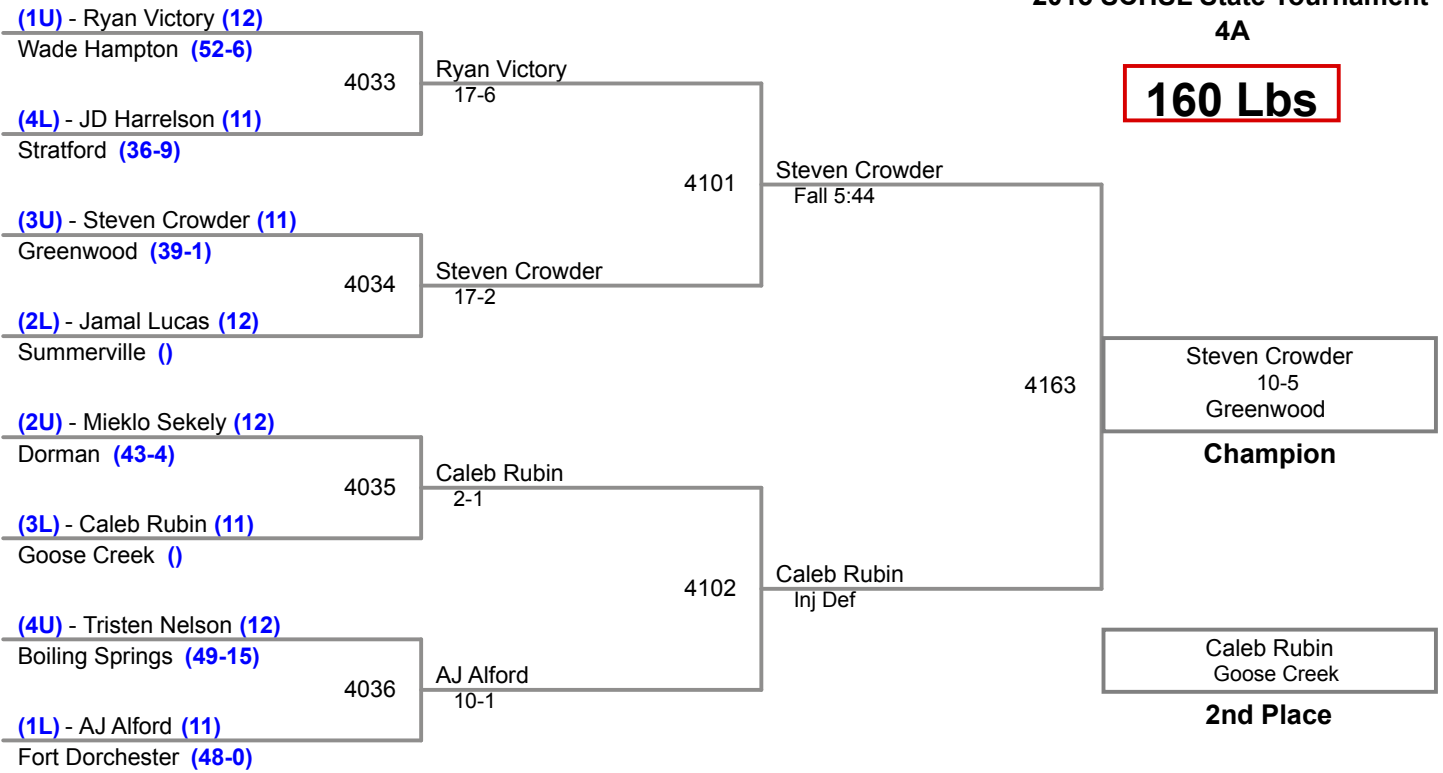 SCHSL State Tournament
4A
160 Lbs
(1U) - Ryan Victory (12)
Wade Hampton (52-6)
4033
Ryan Victory
17-6
(4L) - JD Harrelson (11)
Stratford (36-9)
4101
Steven Crowder
Fall 5:44
(3U) - Steven Crowder (11)
Greenwood (39-1)
4034
Steven Crowder
17-2
(2L) - Jamal Lucas (12)
Summerville ()
4163
Steven Crowder
10-5
Greenwood
Champion
(2U) - Mieklo Sekely (12)
Dorman (43-4)
4035
Caleb Rubin
2-1
(3L) - Caleb Rubin (11)
Goose Creek ()
4102
Caleb Rubin
Inj Def
(4U) - Tristen Nelson (12)
Boiling Springs (49-15)
4036
AJ Alford
10-1
(1L) - AJ Alford (11)
Fort Dorchester (48-0)
Caleb Rubin
Goose Creek
2nd Place